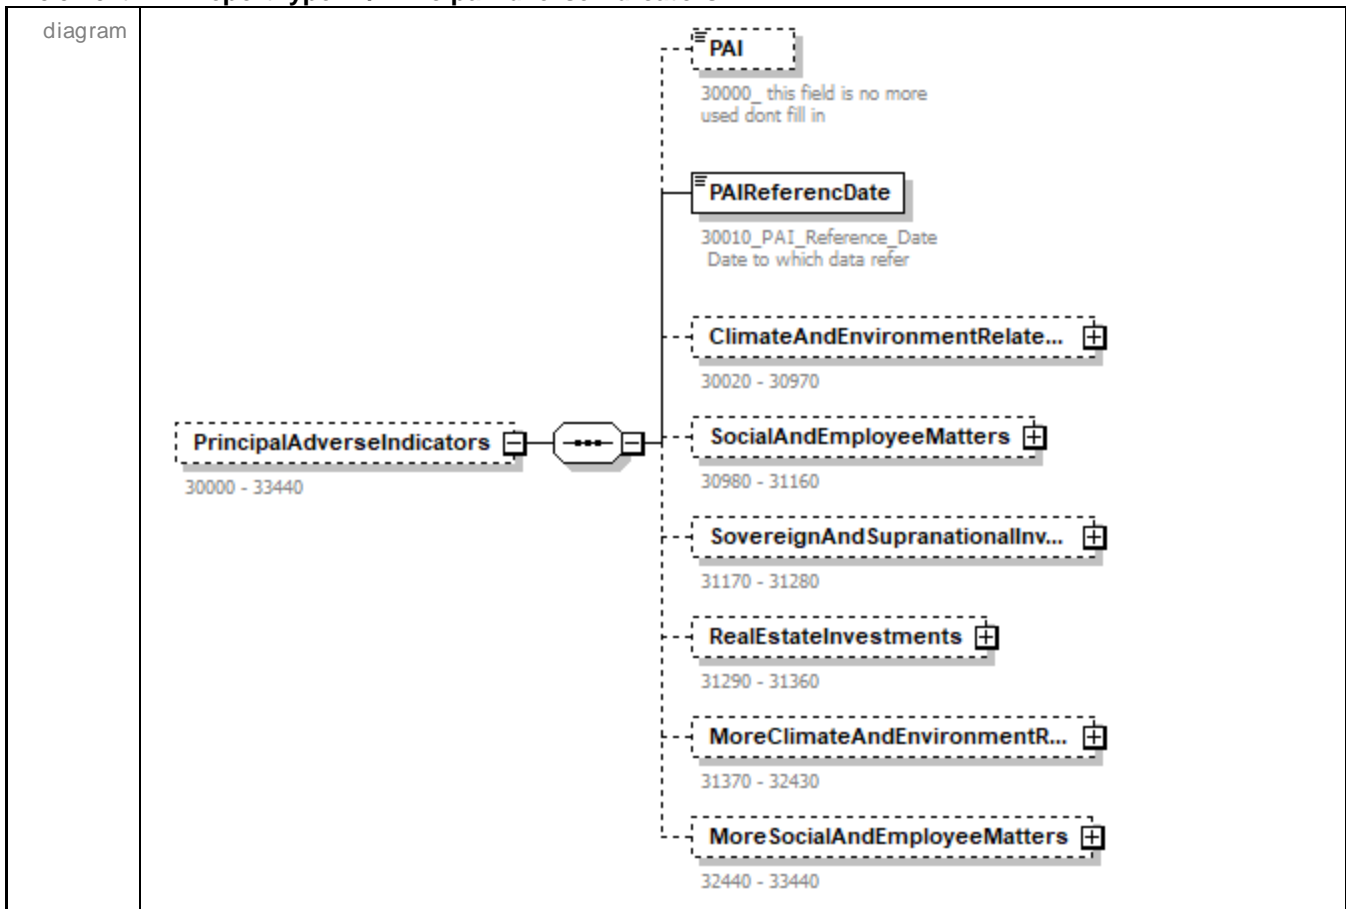 diagram
PAI
30000_ this field is no more
used dont fill in
PAIReferencDate
30010_PAI_Reference_Date
Date to which data refer
ClimateAndEnvironmentRelate...
30020 - 30970
PrincipalAdverseIndicators
30000 - 33440
SocialAndEmployeeMatters
30980 - 31160
SovereignAndSupranationalInv...
31170 - 31280
RealEstateInvestments
31290 - 31360
MoreClimateAndEnvironmentR...
31370 - 32430
MoreSocialAndEmployeeMatters
32440 - 33440